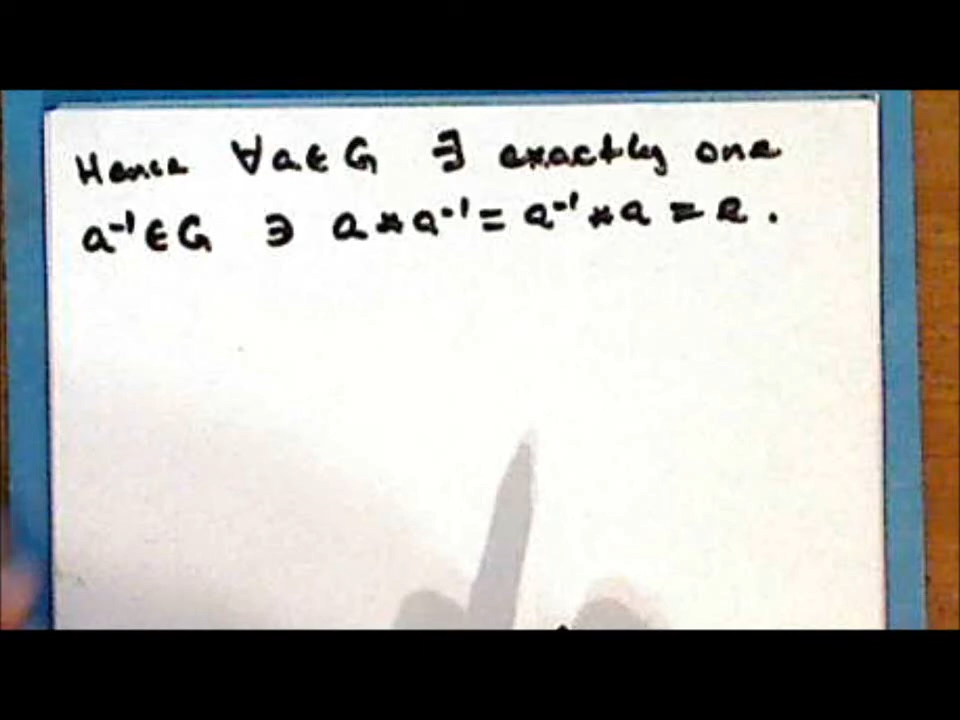 Hence ∀a∈G ∃ exactly one
a⁻¹∈G ∋ a*a⁻¹ = a⁻¹*a = e.